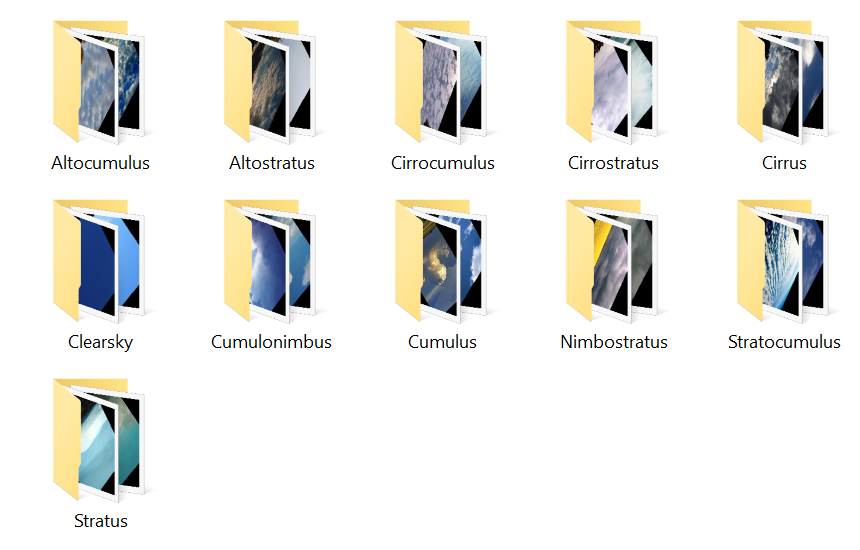 Altocumulus
Altostratus
Cirrocumulus
Cirrostratus
Cirrus
Clearsky
Cumulonimbus
Cumulus
Nimbostratus
Stratocumulus
Stratus